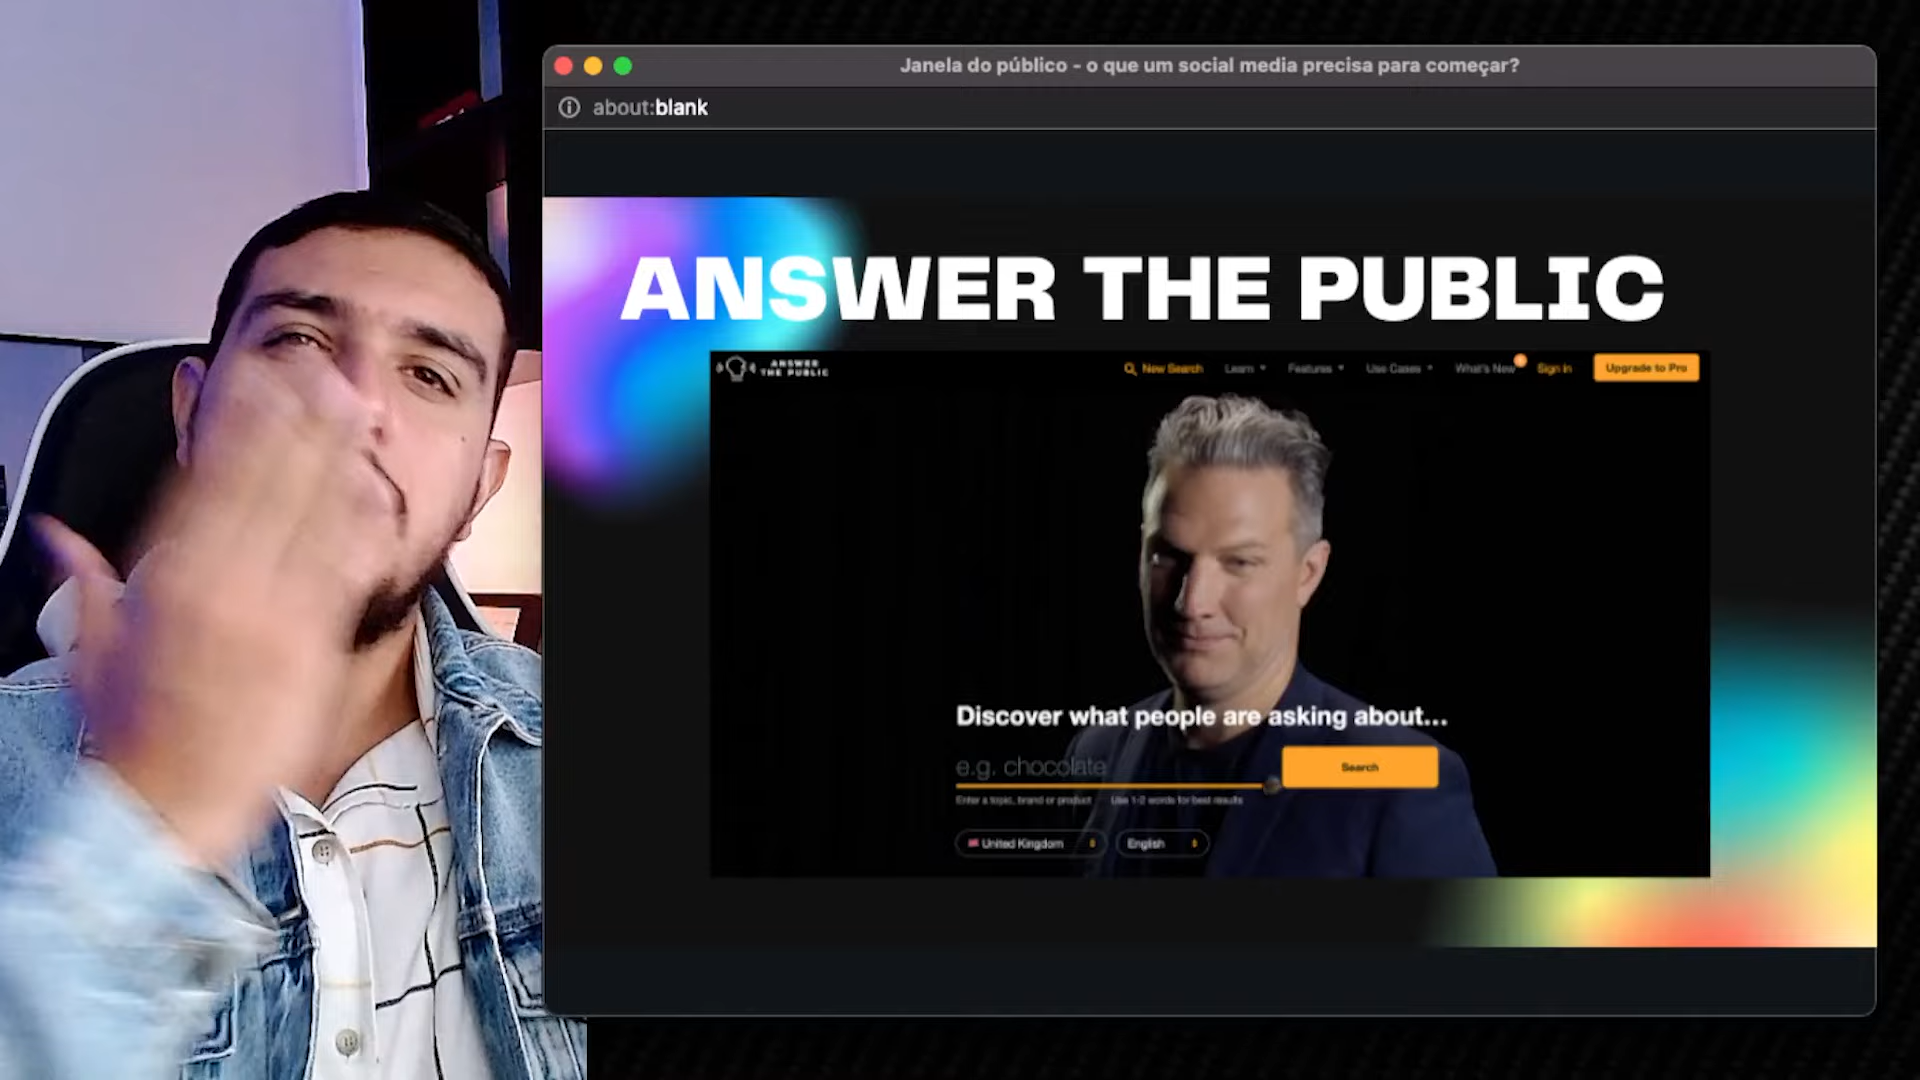 Janela do público - o que um social media precisa para começar?
about:blank
ANSWER THE PUBLIC
ANSWER
THE PUBLIC
New Search Learn Features Use Cases What's New Sign in Upgrade to Pro
Discover what people are asking about...
e.g. chocolate
Search
Enter a topic, brand or product Use 1-2 words for best results
United Kingdom English